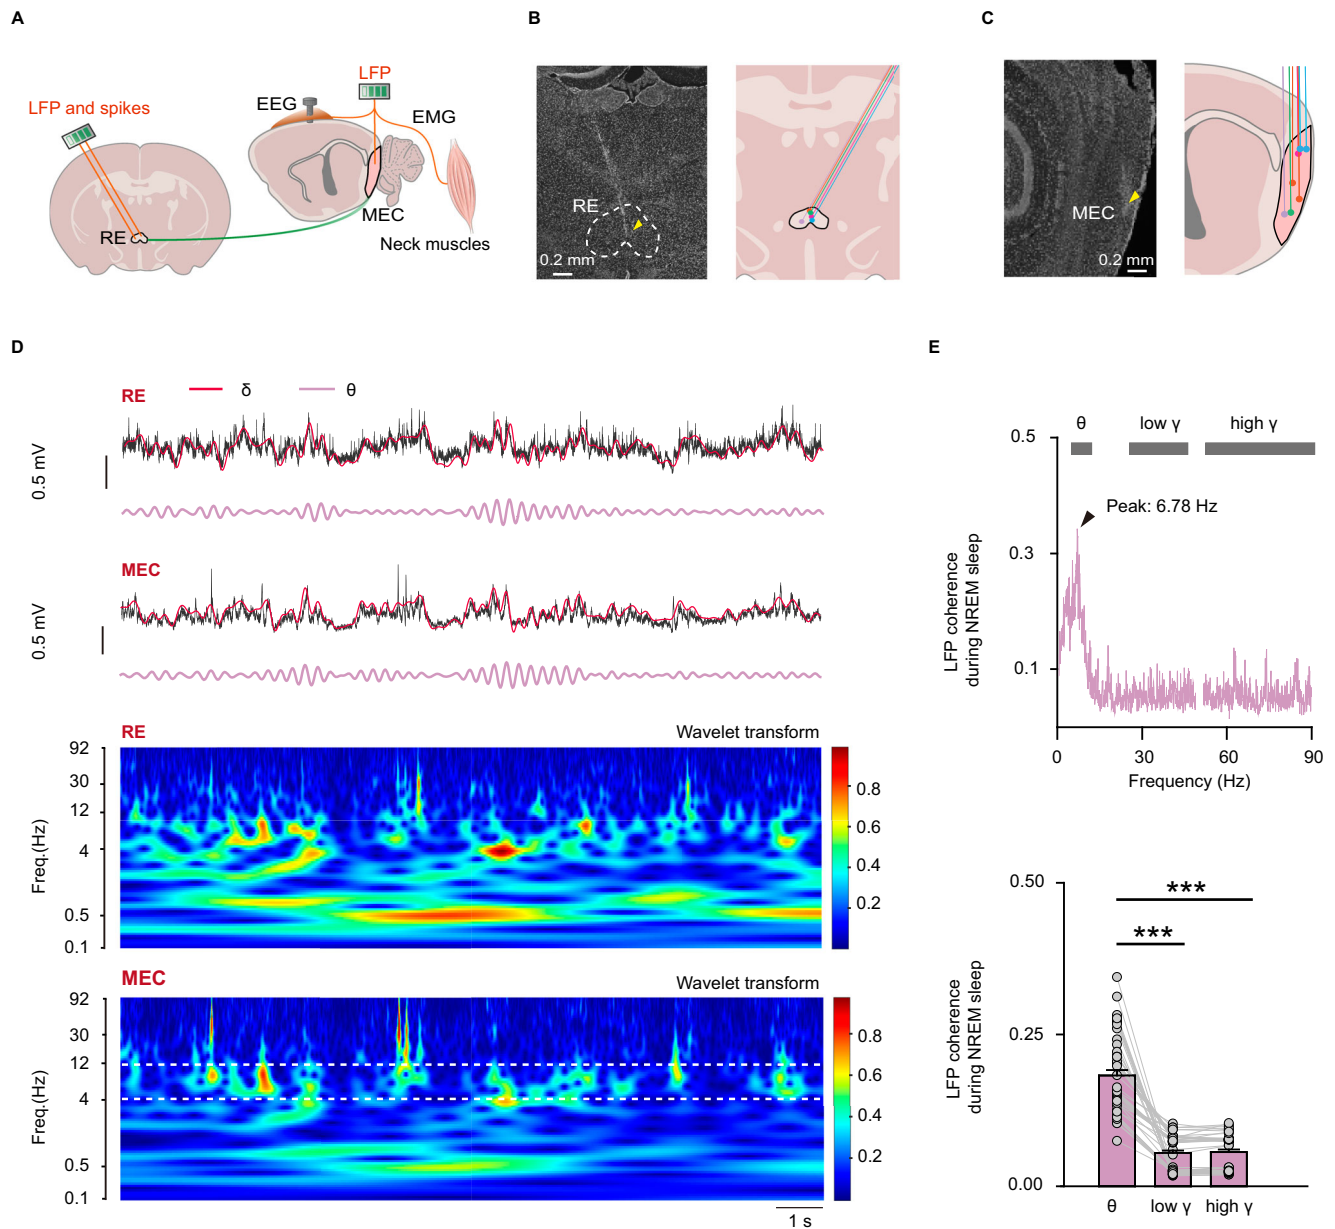 A
B
C
LFP
EEG
LFP and spikes
EMG
RE
MEC
Neck muscles
RE
0.2 mm
MEC
0.2 mm
D
E
RE
δ
θ
0.5 mV
MEC
0.5 mV
RE
Wavelet transform
92
30
12
4
0.5
0.1
Freq.(Hz)
0.8
0.6
0.4
0.2
MEC
Wavelet transform
92
30
12
4
0.5
0.1
Freq.(Hz)
0.8
0.6
0.4
0.2
1 s
θ
low γ
high γ
0.5
0.3
0.1
Peak: 6.78 Hz
LFP coherence
during NREM sleep
0
30
60
90
Frequency (Hz)
0.50
0.25
0.00
***
***
LFP coherence
during NREM sleep
θ
low γ
high γ